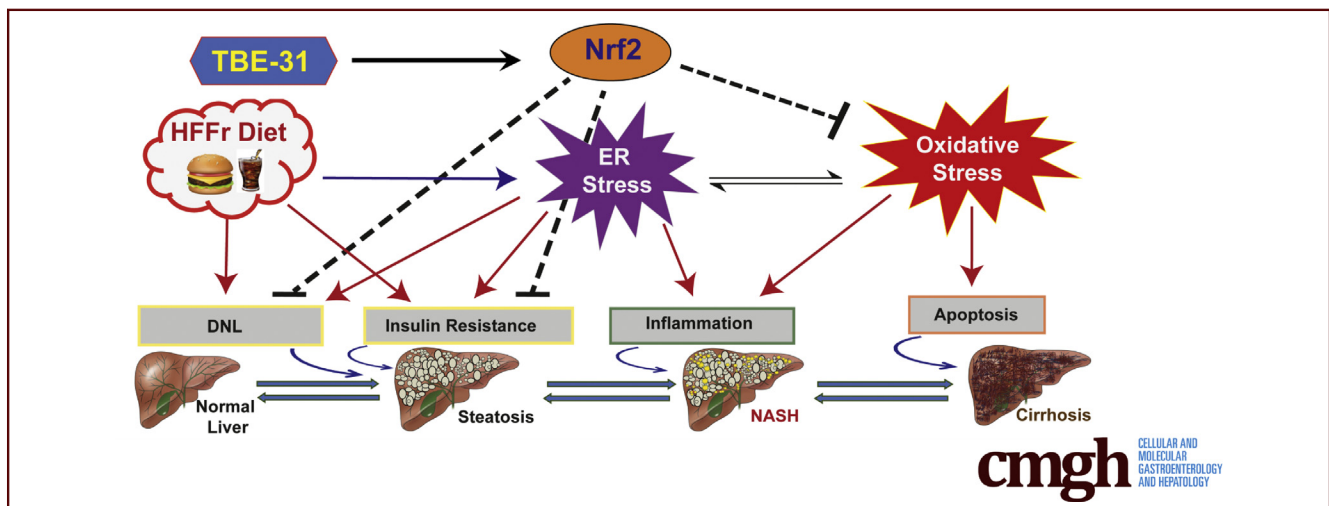 TBE-31
Nrf2
HFFr Diet
ER
Stress
Oxidative
Stress
DNL
Insulin Resistance
Inflammation
Apoptosis
Normal
Liver
Steatosis
NASH
Cirrhosis
cmgh
CELLULAR AND
MOLECULAR
GASTROENTEROLOGY
AND HEPATOLOGY